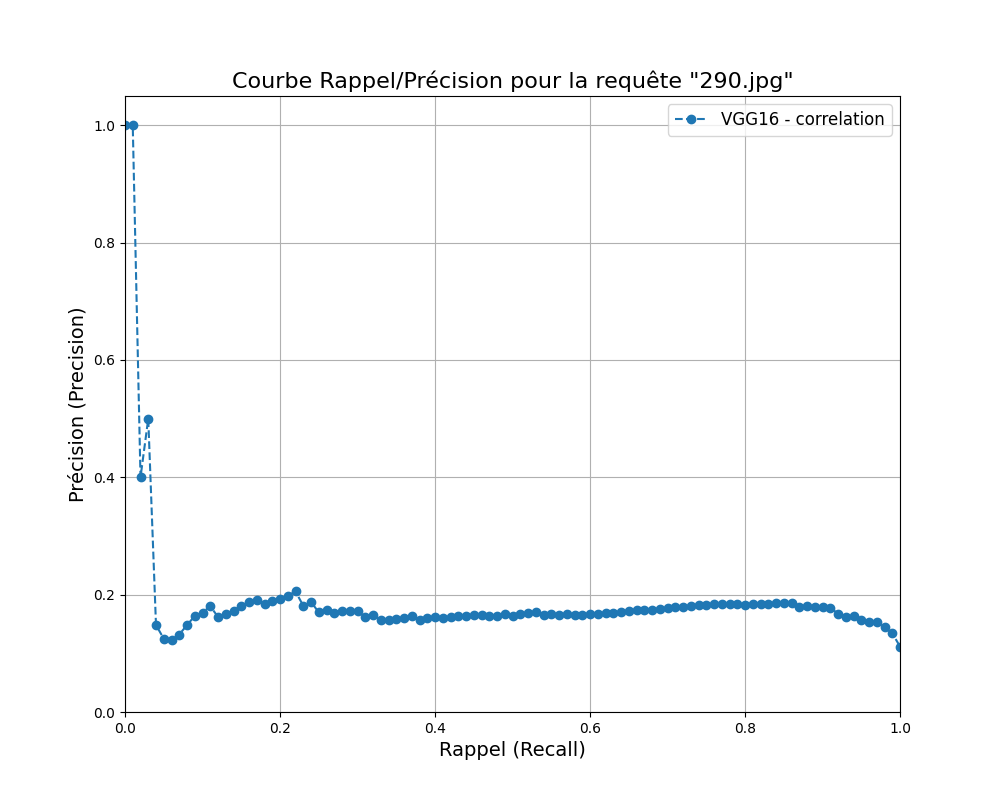 Courbe Rappel/Précision pour la requête "290.jpg"
VGG16 - correlation
Précision (Precision)
1.0
0.8
0.6
0.4
0.2
0.0
0.0 0.2 0.4 0.6 0.8 1.0
Rappel (Recall)